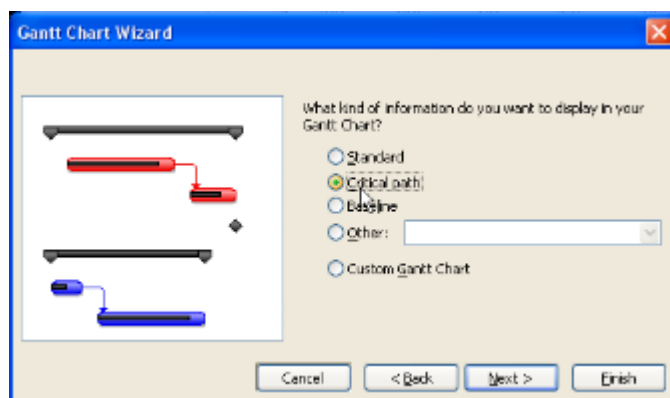 Gantt Chart Wizard
What kind of information do you want to display in your
Gantt Chart?
Standard
Critical path
Baseline
Other:
Custom Gantt Chart
Cancel
< Back
Next >
Finish